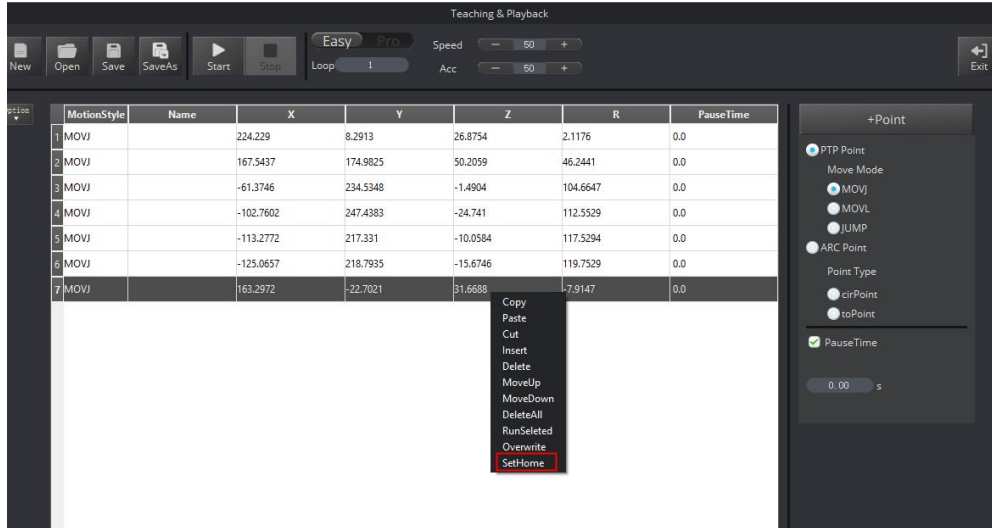 Teaching & Playback
New Open Save SaveAs Start Stop Easy Pro Speed − 50 + Exit
Loop 1 Acc − 50 + 
MotionStyle Name X Y Z R PauseTime
1 MOVJ 224.229 8.2913 26.8754 2.1176 0.0
2 MOVJ 167.5437 174.9825 50.2059 46.2441 0.0
3 MOVJ -61.3746 234.5348 -1.4904 104.6647 0.0
4 MOVJ -102.7602 247.4383 -24.741 112.5529 0.0
5 MOVJ -113.2772 217.331 -10.0584 117.5294 0.0
6 MOVJ -125.0657 218.7935 -15.6746 119.7529 0.0
7 MOVJ 163.2972 -22.7021 31.6688 -7.9147 0.0
Copy
Paste
Cut
Insert
Delete
MoveUp
MoveDown
DeleteAll
RunSeleted
Overwrite
SetHome
+Point
PTP Point
Move Mode
MOVJ
MOVL
JUMP
ARC Point
Point Type
cirPoint
toPoint
PauseTime
0.00 s